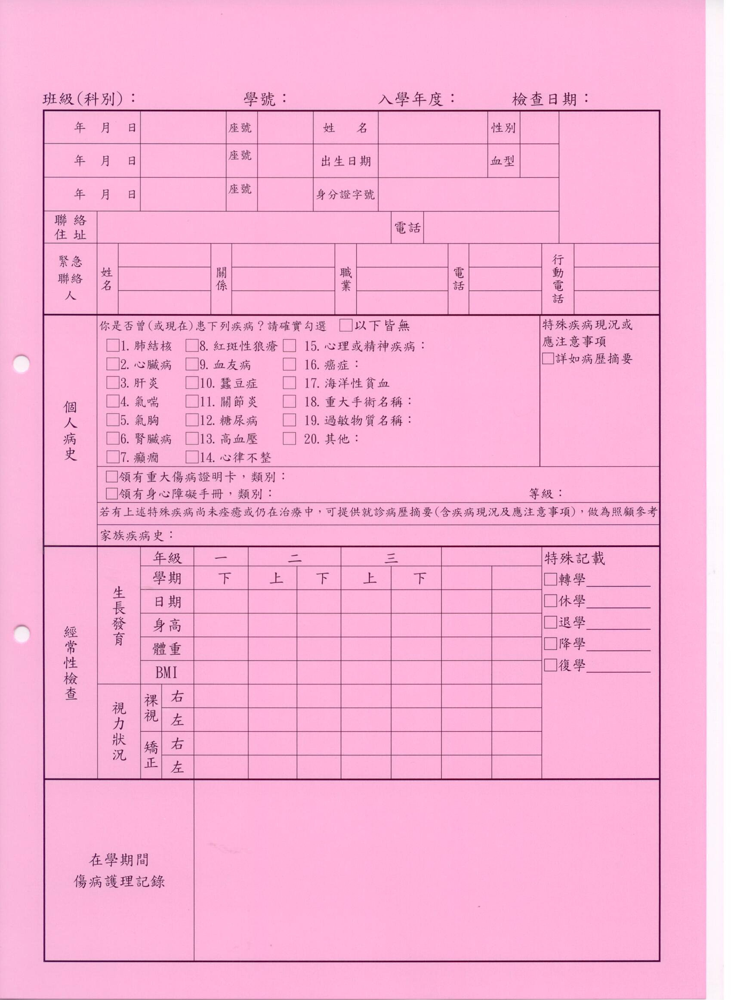 班級(科別)： 學號： 入學年度： 檢查日期：
年 月 日 座號 姓 名 性別
年 月 日 座號 出生日期 血型
年 月 日 座號 身分證字號
聯絡住址 電話
緊急聯絡人 姓名 關係 職業 電話 行動電話
個人病史
你是否曾(或現在)患下列疾病？請確實勾選 □以下皆無
□1. 肺結核 □8. 紅斑性狼瘡 □ 15. 心理或精神疾病：
□2. 心臟病 □9. 血友病 □ 16. 癌症：
□3. 肝炎 □10. 蠶豆症 □ 17. 海洋性貧血
□4. 氣喘 □11. 關節炎 □ 18. 重大手術名稱：
□5. 氣胸 □12. 糖尿病 □ 19. 過敏物質名稱：
□6. 腎臟病 □13. 高血壓 □ 20. 其他：
□7. 癲癇 □14. 心律不整
特殊疾病現況或
應注意事項
□詳如病歷摘要
□領有重大傷病證明卡，類別：
□領有身心障礙手冊，類別： 等級：
若有上述特殊疾病尚未痊癒或仍在治療中，可提供就診病歷摘要(含疾病現況及應注意事項)，做為照顧參考
家族疾病史：
經常性檢查
生長發育
年級 一 二 三
學期 下 上 下 上 下
日期
身高
體重
BMI
視力狀況
裸視 右
左
矯正 右
左
特殊記載
□轉學
□休學
□退學
□降學
□復學
在學期間
傷病護理記錄